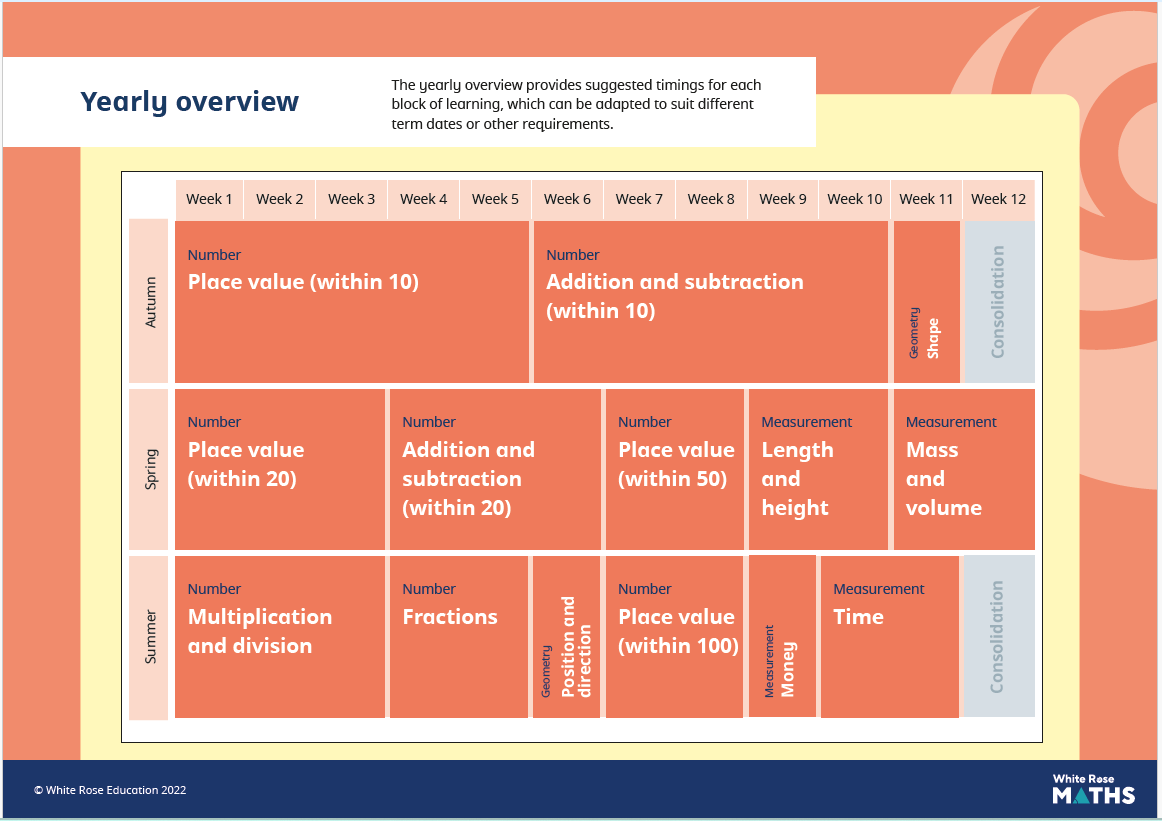 Yearly overview
The yearly overview provides suggested timings for each
block of learning, which can be adapted to suit different
term dates or other requirements.
Week 1 Week 2 Week 3 Week 4 Week 5 Week 6 Week 7 Week 8 Week 9 Week 10 Week 11 Week 12
Autumn
Number
Place value (within 10)
Number
Addition and subtraction
(within 10)
Geometry
Shape
Consolidation
Spring
Number
Place value
(within 20)
Number
Addition and
subtraction
(within 20)
Number
Place value
(within 50)
Measurement
Length
and
height
Measurement
Mass
and
volume
Summer
Number
Multiplication
and division
Number
Fractions
Geometry
Position and
direction
Number
Place value
(within 100)
Measurement
Money
Measurement
Time
Consolidation
© White Rose Education 2022
White Rose
MATHS